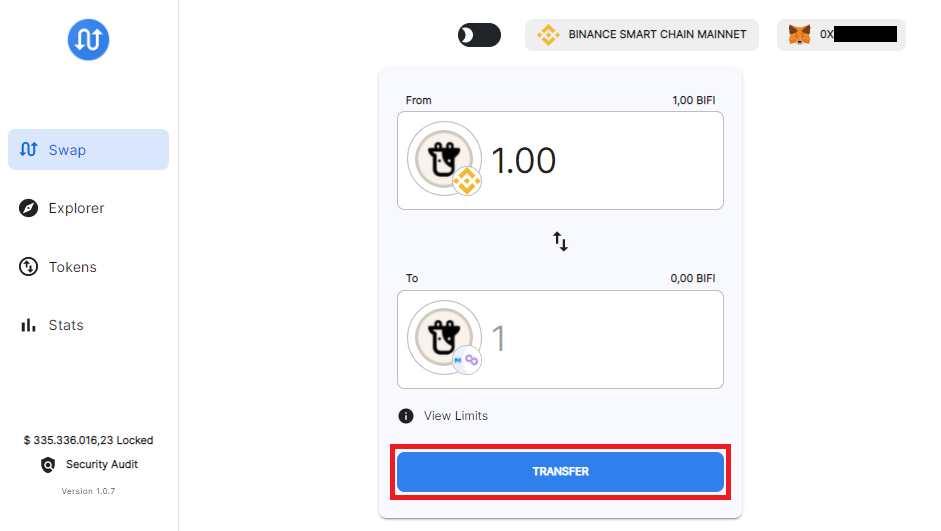 BINANCE SMART CHAIN MAINNET
0X
Swap
Explorer
Tokens
Stats
$ 335.336.016,23 Locked
Security Audit
Version 1.0.7
From 1,00 BIFI
1.00
To 0,00 BIFI
1
View Limits
TRANSFER